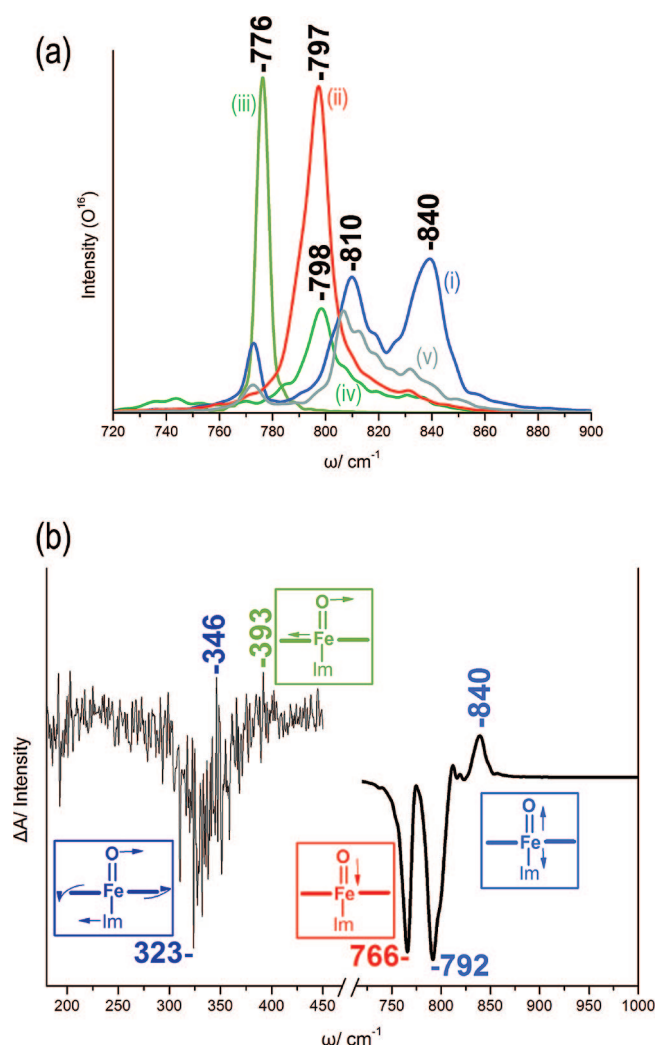 (a)
-776
-797
(iii)
(ii)
-798
-810
-840
(i)
(iv)
(v)
Intensity (O¹⁶)
720 740 760 780 800 820 840 860 880 900
ω/ cm⁻¹
(b)
-346
-393
O
Fe
Im
-840
O
Fe
Im
O
Fe
Im
O
Fe
Im
323-
766-
-792
ΔA/ Intensity
200 250 300 350 400 450 750 800 850 900 950 1000
ω/ cm⁻¹